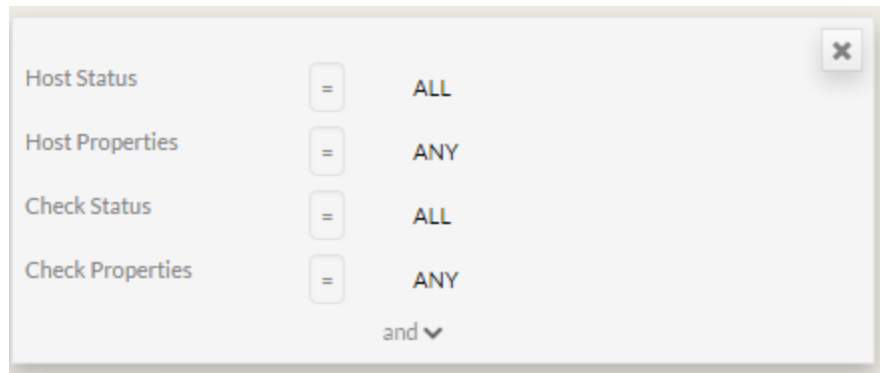 Host Status = ALL
Host Properties = ANY
Check Status = ALL
Check Properties = ANY
and